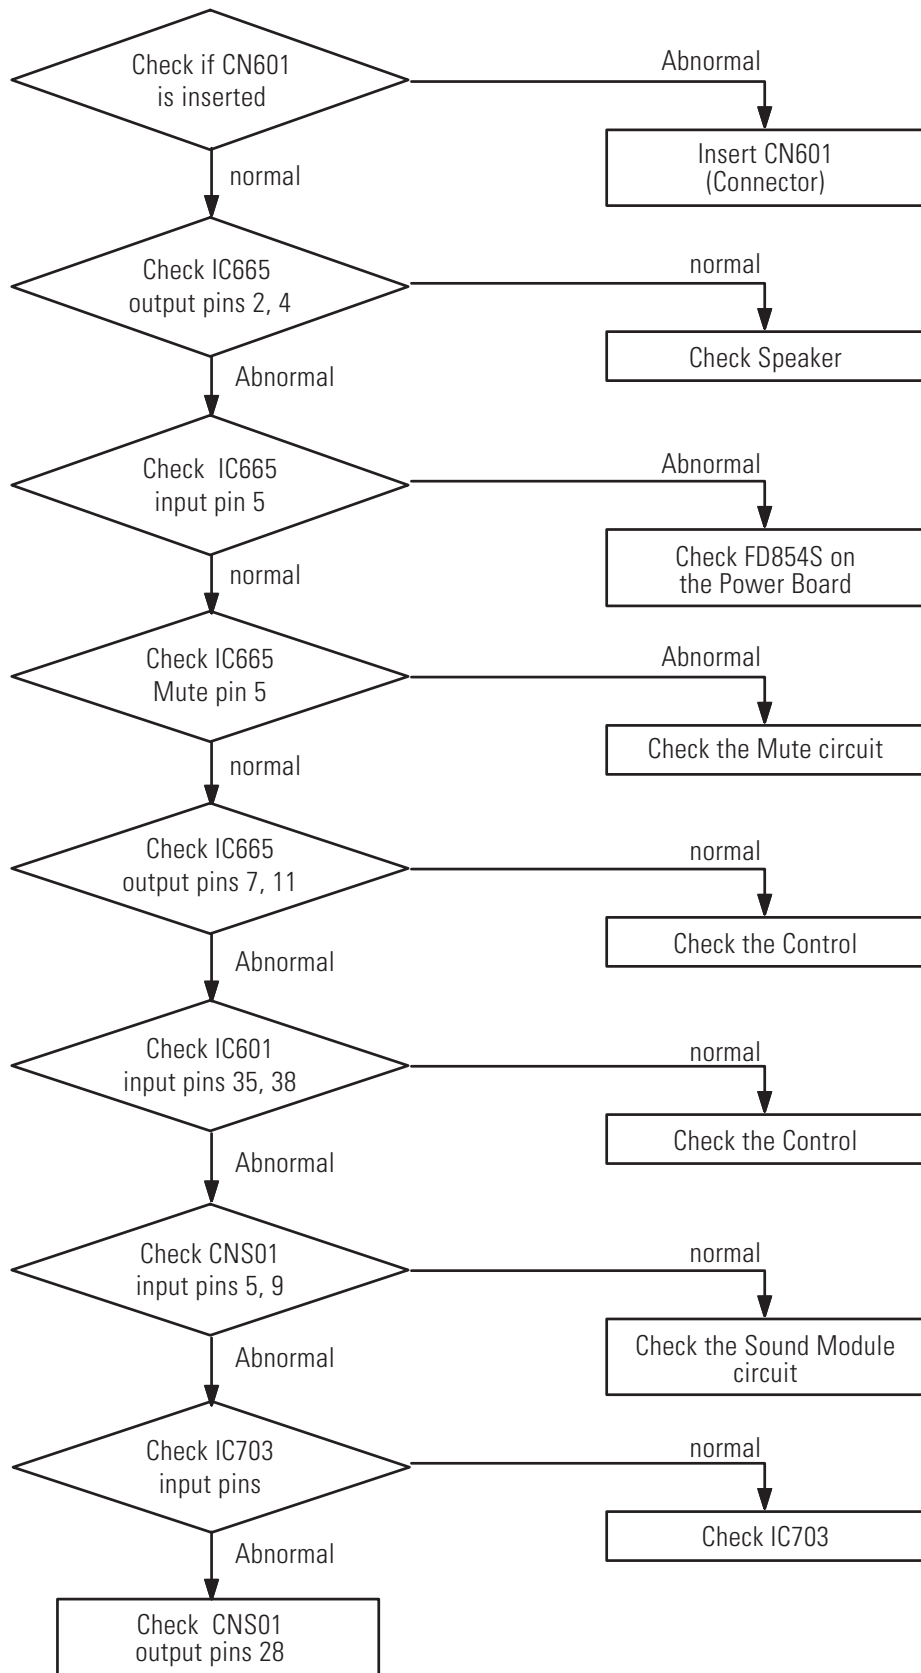 Check if CN601
is inserted
Abnormal
Insert CN601
(Connector)
normal
Check IC665
output pins 2, 4
normal
Check Speaker
Abnormal
Check IC665
input pin 5
Abnormal
Check FD854S on
the Power Board
normal
Check IC665
Mute pin 5
Abnormal
Check the Mute circuit
normal
Check IC665
output pins 7, 11
normal
Check the Control
Abnormal
Check IC601
input pins 35, 38
normal
Check the Control
Abnormal
Check CNS01
input pins 5, 9
normal
Check the Sound Module
circuit
Abnormal
Check IC703
input pins
normal
Check IC703
Abnormal
Check CNS01
output pins 28